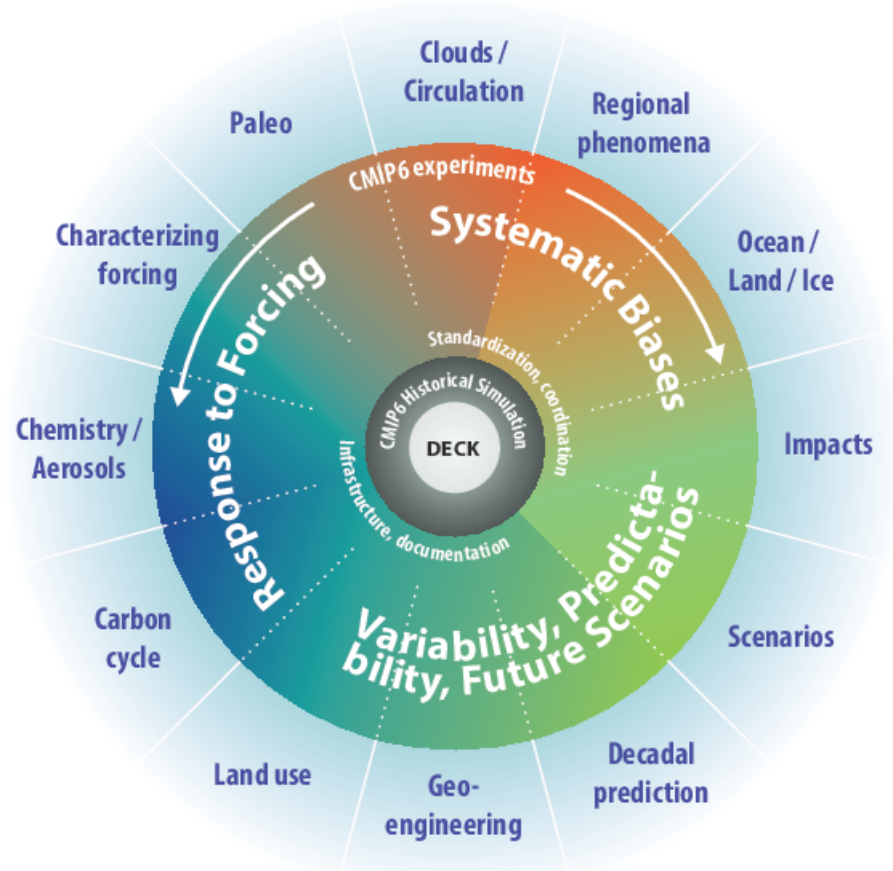 Clouds /
Circulation
Regional
phenomena
Ocean /
Land / Ice
Impacts
Scenarios
Decadal
prediction
Geo-
engineering
Land use
Carbon
cycle
Chemistry /
Aerosols
Characterizing
forcing
Paleo
CMIP6 experiments
Systematic Biases
Variability, Predicta-
bility, Future Scenarios
Response to Forcing
Standardization, coordination
Infrastructure, documentation
CMIP6 Historical Simulation
DECK